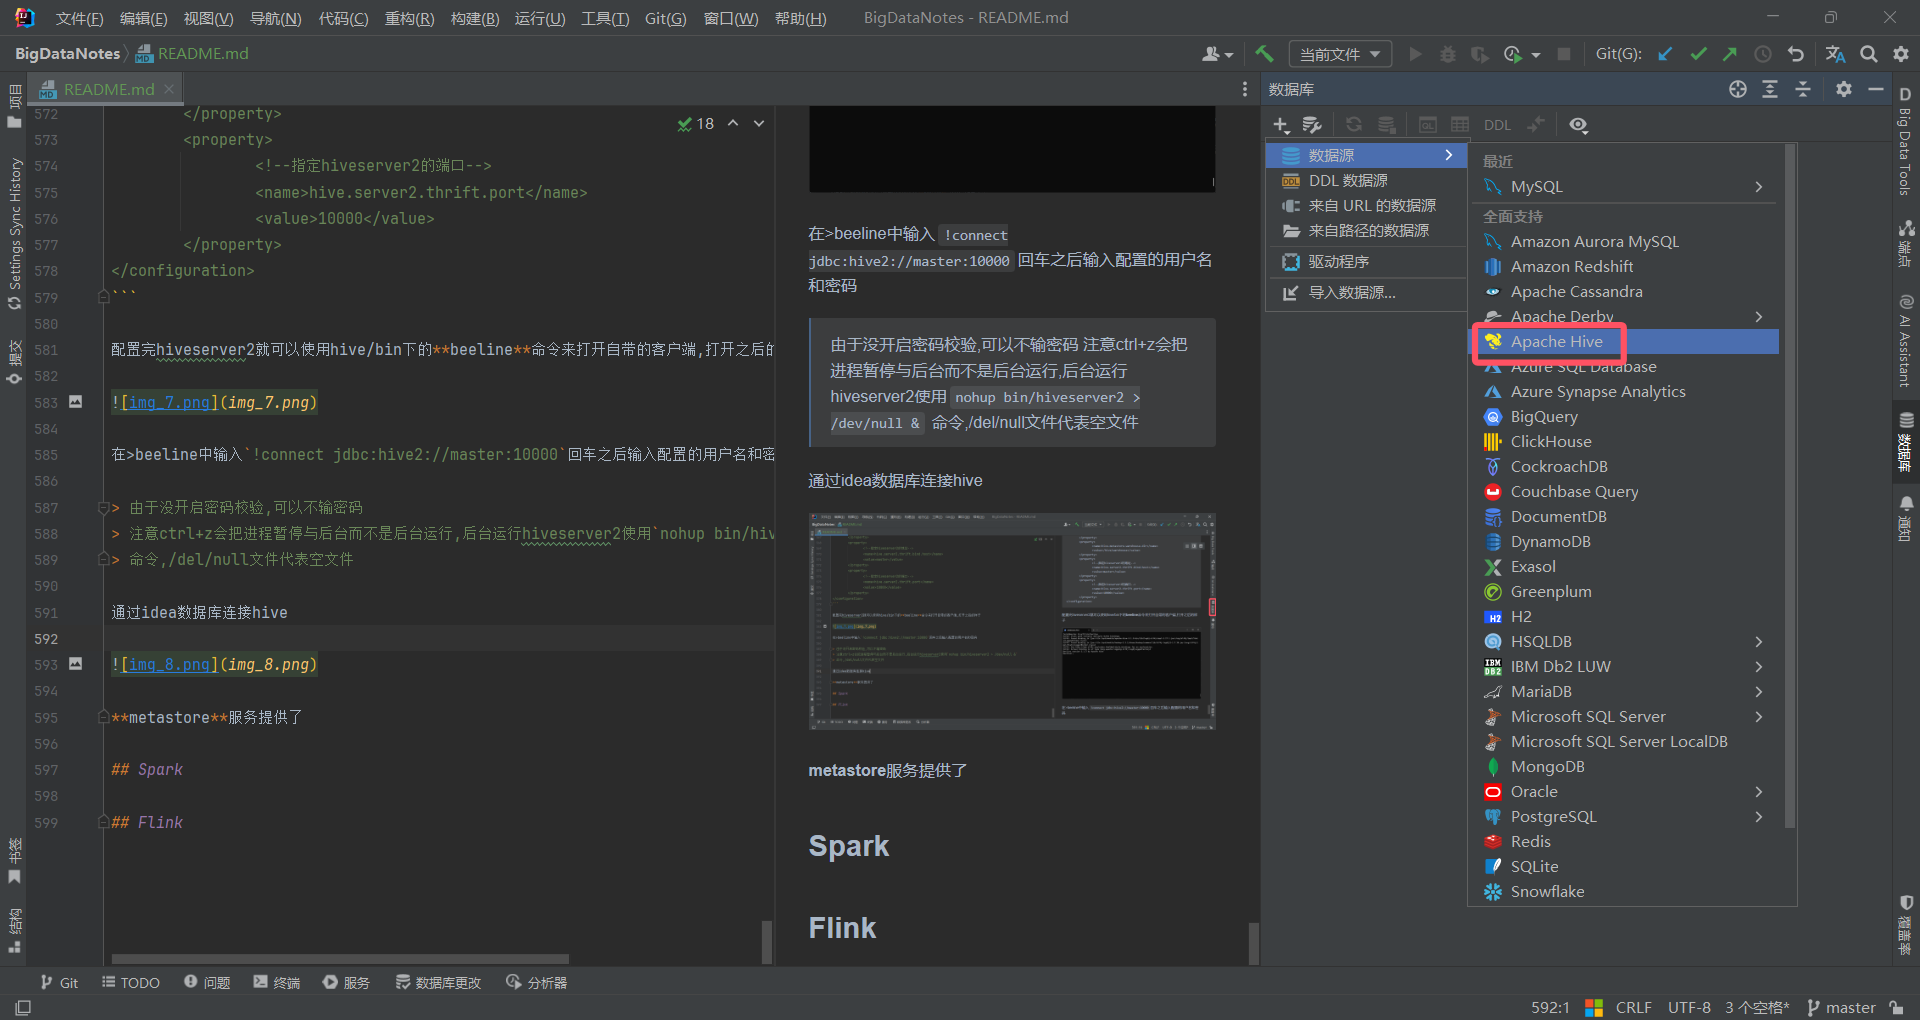 文件(F) 编辑(E) 视图(V) 导航(N) 代码(C) 重构(R) 构建(B) 运行(U) 工具(T) Git(G) 窗口(W) 帮助(H) BigDataNotes - README.md
BigDataNotes README.md 当前文件 Git(G):
README.md
18
572 </property>
573 <property>
574 <!--指定hiveserver2的端口-->
575 <name>hive.server2.thrift.port</name>
576 <value>10000</value>
577 </property>
578 </configuration>
579 ```
580
581 配置完hiveserver2就可以使用hive/bin下的**beeline**命令来打开自带的客户端,打开之后的
582
583 ![img_7.png](img_7.png)
584
585 在>beeline中输入`!connect jdbc:hive2://master:10000`回车之后输入配置的用户名和密
586
587 > 由于没开启密码校验,可以不输密码
588 > 注意ctrl+z会把进程暂停与后台而不是后台运行,后台运行hiveserver2使用`nohup bin/hiv
589 > 命令,/del/null文件代表空文件
590
591 通过idea数据库连接hive
592
593 ![img_8.png](img_8.png)
594
595 **metastore**服务提供了
596
597 ## Spark
598
599 ## Flink
在>beeline中输入 !connect
jdbc:hive2://master:10000 回车之后输入配置的用户名
和密码
由于没开启密码校验,可以不输密码 注意ctrl+z会把
进程暂停与后台而不是后台运行,后台运行
hiveserver2使用 nohup bin/hiveserver2 >
/dev/null & 命令,/del/null文件代表空文件
通过idea数据库连接hive
metastore服务提供了
Spark
Flink
数据库
DDL
数据源
DDL 数据源
来自 URL 的数据源
来自路径的数据源
驱动程序
导入数据源...
最近
MySQL
全面支持
Amazon Aurora MySQL
Amazon Redshift
Apache Cassandra
Apache Derby
Apache Hive
Azure SQL Database
Azure Synapse Analytics
BigQuery
ClickHouse
CockroachDB
Couchbase Query
DocumentDB
DynamoDB
Exasol
Greenplum
H2
HSQLDB
IBM Db2 LUW
MariaDB
Microsoft SQL Server
Microsoft SQL Server LocalDB
MongoDB
Oracle
PostgreSQL
Redis
SQLite
Snowflake
项目
Settings Sync History
提交
书签
结构
D Big Data Tools
端点
AI Assistant
数据库
通知
覆盖率
Git TODO 问题 终端 服务 数据库更改 分析器
592:1 CRLF UTF-8 3 个空格* master